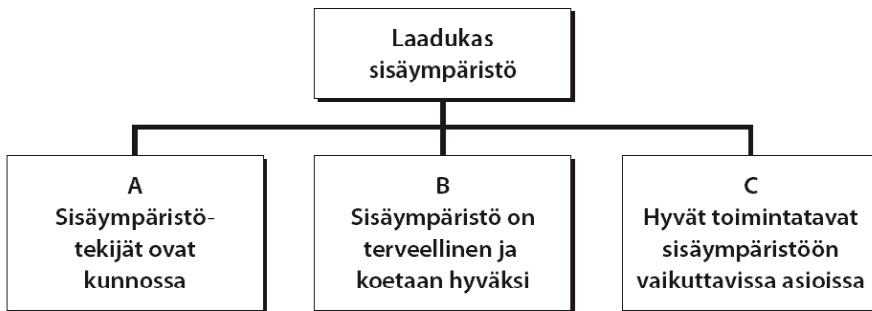 Laadukas
sisäympäristö
A
Sisäympäristö-
tekijät ovat
kunnossa
B
Sisäympäristö on
terveellinen ja
koetaan hyväksi
C
Hyvät toimintatavat
sisäympäristöön
vaikuttavissa asioissa